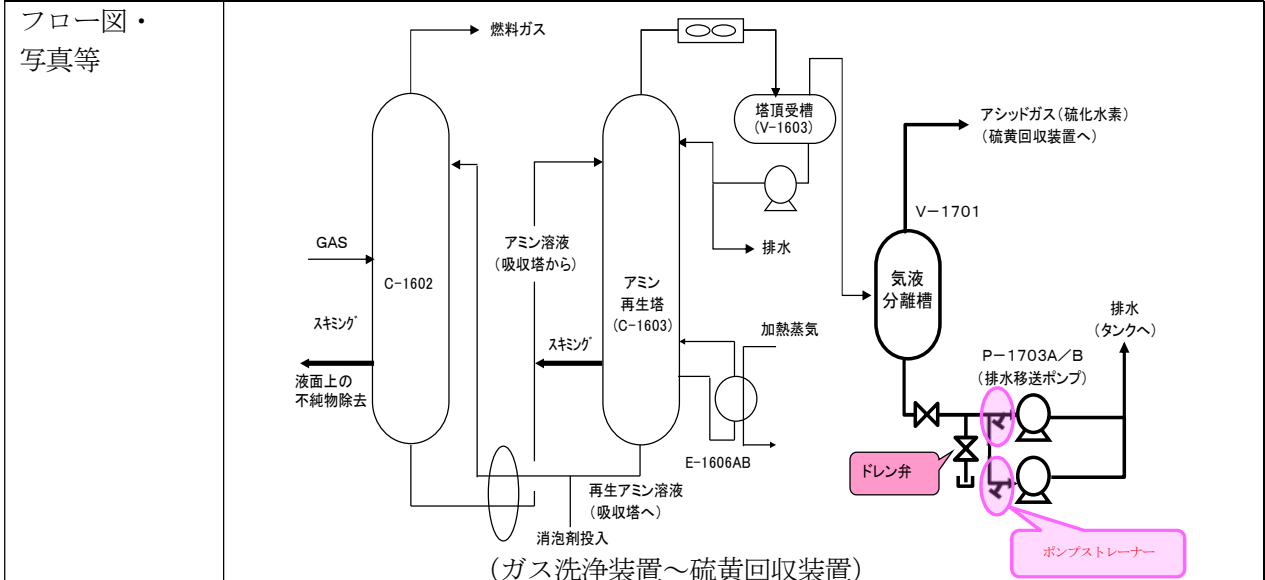 フロー図・
写真等
燃料ガス
塔頂受槽
(V-1603)
アシッドガス(硫化水素)
(硫黄回収装置へ)
V-1701
GAS
C-1602
アミン溶液
(吸収塔から)
アミン
再生塔
(C-1603)
排水
気液
分離槽
スキミング
スキミング
加熱蒸気
排水
(タンクへ)
液面上の
不純物除去
P-1703A/B
(排水移送ポンプ)
E-1606AB
ドレン弁
再生アミン溶液
(吸収塔へ)
消泡剤投入
ポンプストレーナー
(ガス洗浄装置~硫黄回収装置)